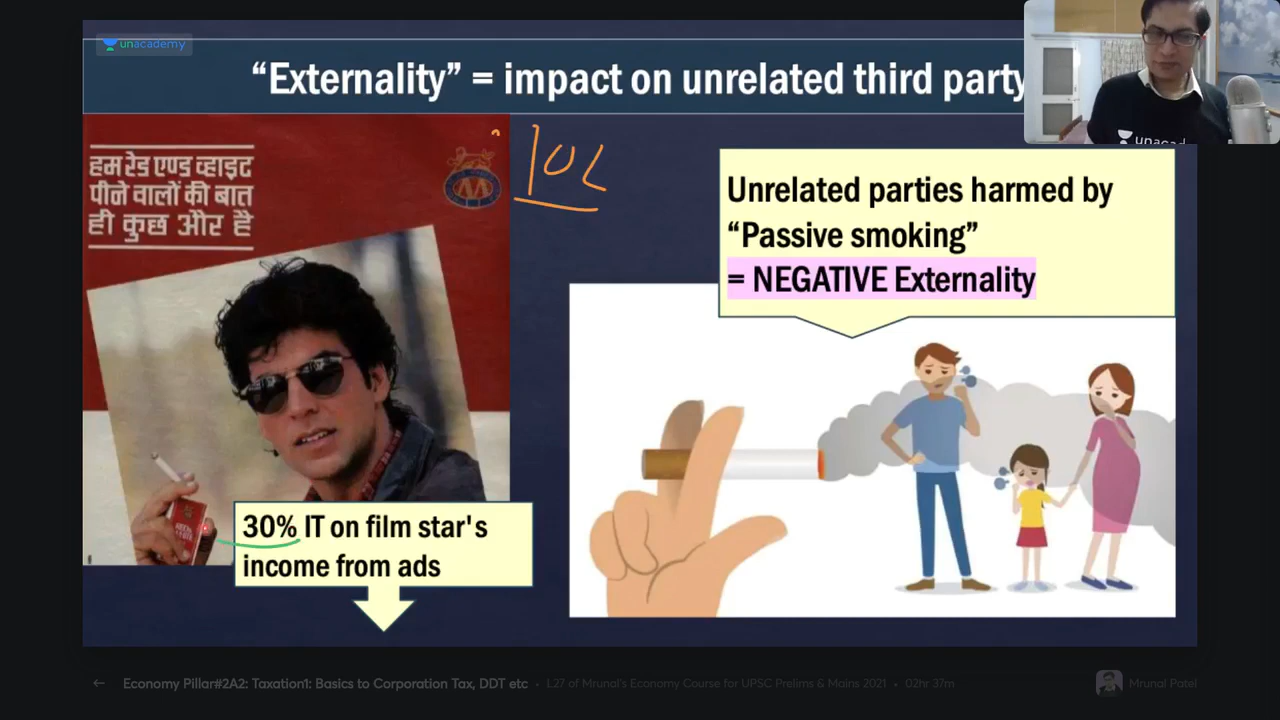 unacademy
“Externality” = impact on unrelated third party
हम रेड एण्ड व्हाइट
पीने वालों की बात
ही कुछ और है
Unrelated parties harmed by
“Passive smoking”
= NEGATIVE Externality
30% IT on film star's
income from ads
← Economy Pillar#2A2: Taxation1: Basics to Corporation Tax, DDT etc • L27 of Mrunal's Economy Course for UPSC Prelims & Mains 2021 • 02hr 37m
Mrunal Patel